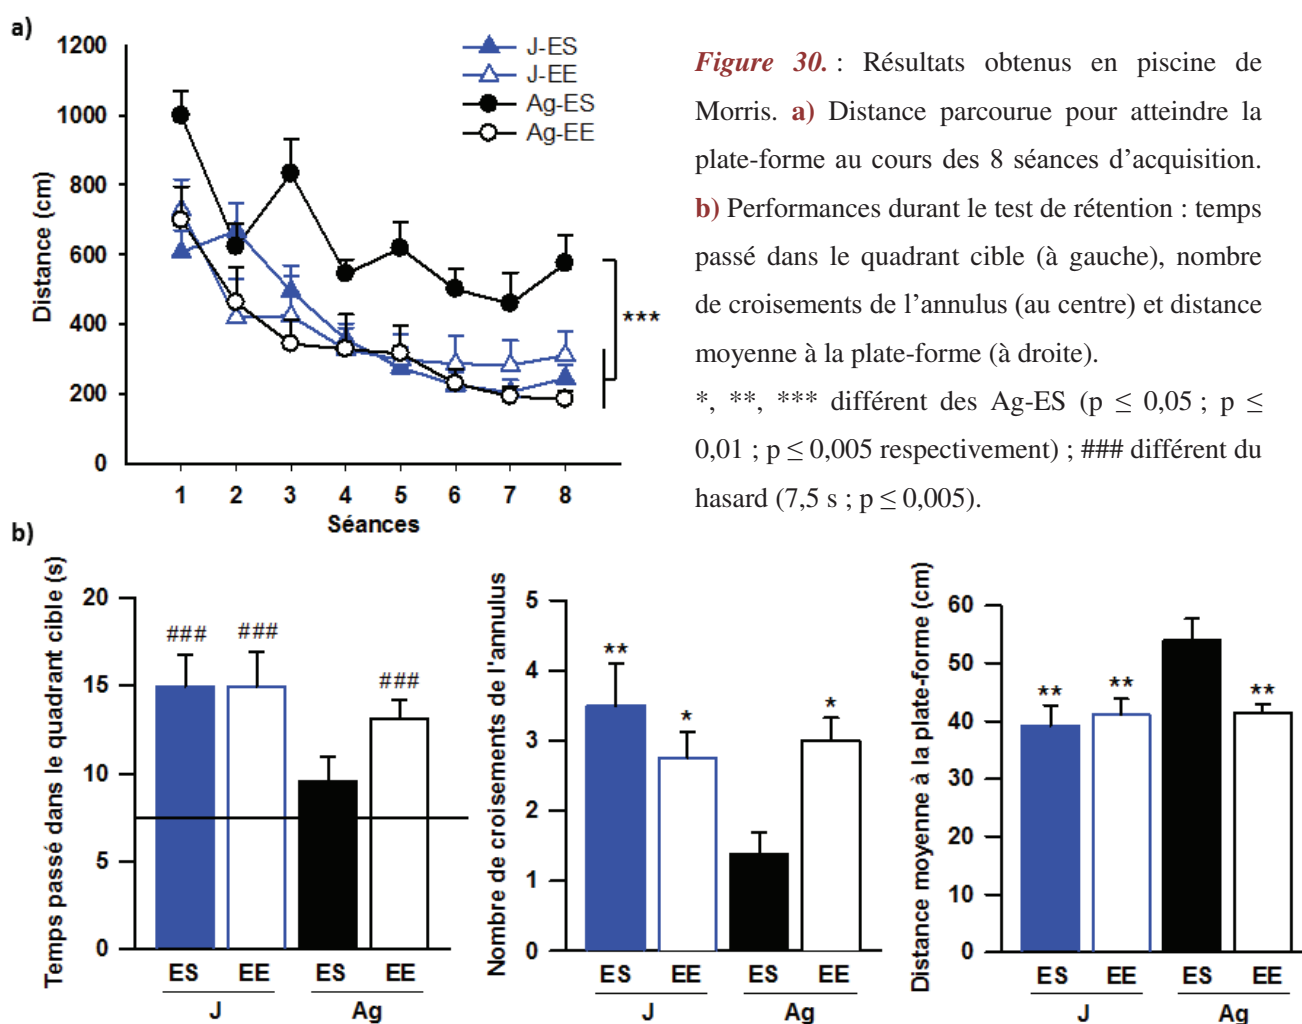 a)
1200
1000
800
600
400
200
0
Distance (cm)
J-ES
J-EE
Ag-ES
Ag-EE
***
1 2 3 4 5 6 7 8
Séances
Figure 30. : Résultats obtenus en piscine de
Morris. a) Distance parcourue pour atteindre la
plate-forme au cours des 8 séances d'acquisition.
b) Performances durant le test de rétention : temps
passé dans le quadrant cible (à gauche), nombre
de croisements de l'annulus (au centre) et distance
moyenne à la plate-forme (à droite).
*, **, *** différent des Ag-ES (p ≤ 0,05 ; p ≤
0,01 ; p ≤ 0,005 respectivement) ; ### différent du
hasard (7,5 s ; p ≤ 0,005).
b)
Temps passé dans le quadrant cible (s)
20
15
10
5
0
### ### ###
ES EE ES EE
J Ag
Nombre de croisements de l'annulus
5
4
3
2
1
0
** * *
ES EE ES EE
J Ag
Distance moyenne à la plate-forme (cm)
60
50
40
30
20
10
0
** ** **
ES EE ES EE
J Ag